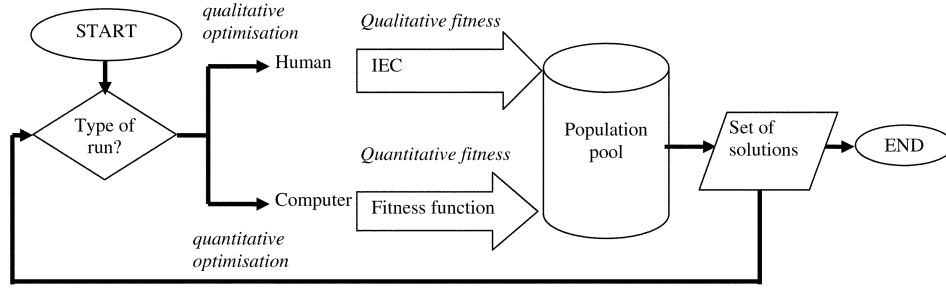 START
qualitative
optimisation
Qualitative fitness
Human
IEC
Type of
run?
Population
pool
Set of
solutions
END
Quantitative fitness
Computer
Fitness function
quantitative
optimisation